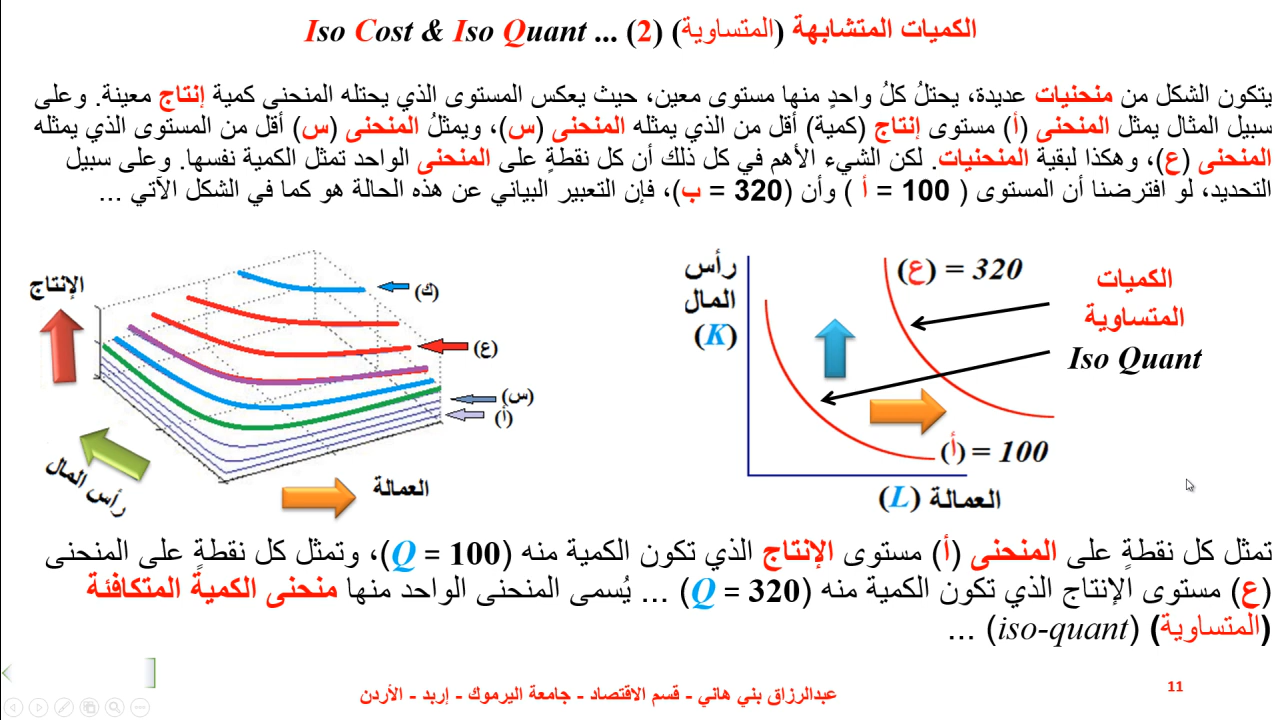 الكميات المتشابهة (المتساوية) (2) ... Iso Cost & Iso Quant
يتكون الشكل من منحنيات عديدة، يحتلُ كلُ واحدٍ منها مستوى معين، حيث يعكس المستوى الذي يحتله المنحنى كمية إنتاج معينة. وعلى
سبيل المثال يمثل المنحنى (أ) مستوى إنتاج (كمية) أقل من الذي يمثله المنحنى (س)، ويمثلُ المنحنى (س) أقل من المستوى الذي يمثله
المنحنى (ع)، وهكذا لبقية المنحنيات. لكن الشيء الأهم في كل ذلك أن كل نقطةٍ على المنحنى الواحد تمثل الكمية نفسها. وعلى سبيل
التحديد، لو افترضنا أن المستوى ( أ = 100 ) وأن (ب = 320)، فإن التعبير البياني عن هذه الحالة هو كما في الشكل الآتي ...
رأس
المال
(K)
(ع) = 320
الكميات
المتساوية
Iso Quant
(أ) = 100
العمالة (L)
الإنتاج
(ك)
(ع)
(س)
(أ)
رأس المال
العمالة
تمثل كل نقطةٍ على المنحنى (أ) مستوى الإنتاج الذي تكون الكمية منه (Q = 100)، وتمثل كل نقطةٍ على المنحنى
(ع) مستوى الإنتاج الذي تكون الكمية منه (Q = 320) ... يُسمى المنحنى الواحد منها منحنى الكمية المتكافئة
(المتساوية) (iso-quant) ...
عبدالرزاق بني هاني - قسم الاقتصاد - جامعة اليرموك - إربد - الأردن
11